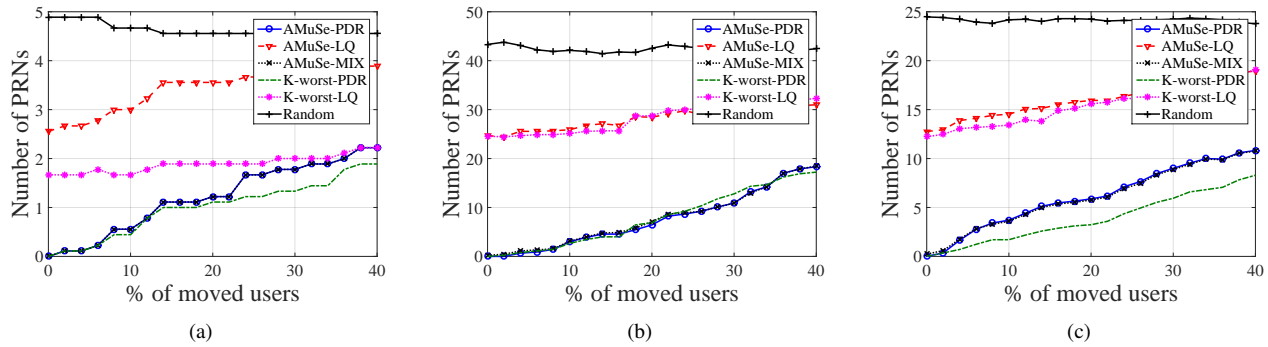 5
4
3
2
1
0
0 10 20 30 40
Number of PRNs
% of moved users
AMuSe-PDR
AMuSe-LQ
AMuSe-MIX
K-worst-PDR
K-worst-LQ
Random
(a)
50
40
30
20
10
0
0 10 20 30 40
Number of PRNs
% of moved users
AMuSe-PDR
AMuSe-LQ
AMuSe-MIX
K-worst-PDR
K-worst-LQ
Random
(b)
25
20
15
10
5
0
0 10 20 30 40
Number of PRNs
% of moved users
AMuSe-PDR
AMuSe-LQ
AMuSe-MIX
K-worst-PDR
K-worst-LQ
Random
(c)